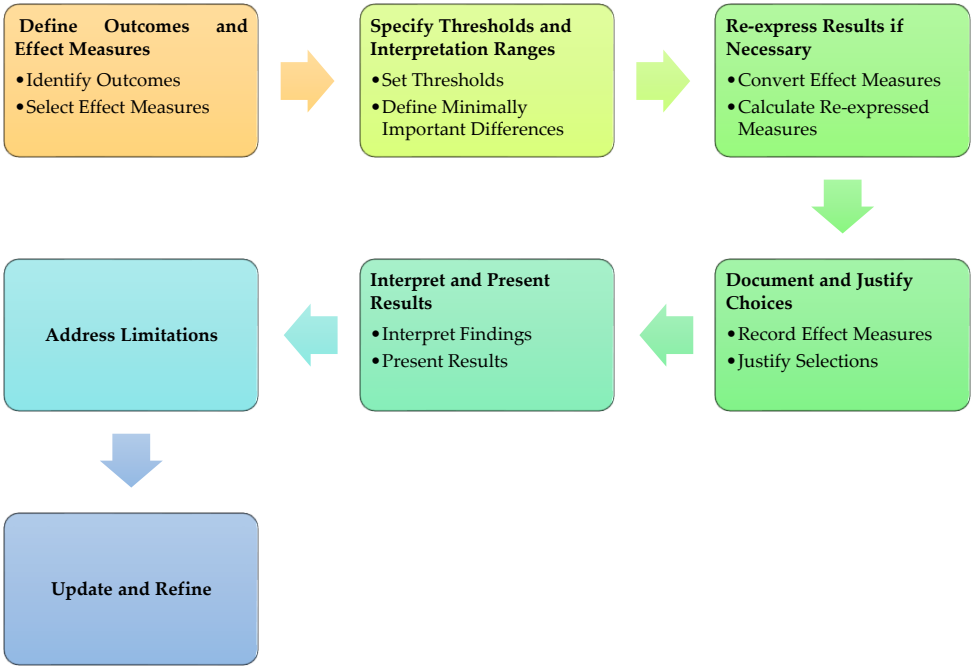 Define Outcomes and
Effect Measures
•Identify Outcomes
•Select Effect Measures
Specify Thresholds and
Interpretation Ranges
•Set Thresholds
•Define Minimally
Important Differences
Re-express Results if
Necessary
•Convert Effect Measures
•Calculate Re-expressed
Measures
Document and Justify
Choices
•Record Effect Measures
•Justify Selections
Interpret and Present
Results
•Interpret Findings
•Present Results
Address Limitations
Update and Refine